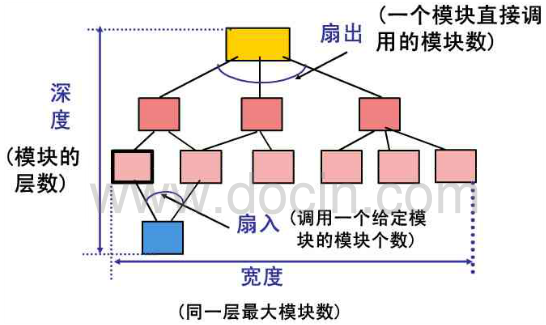 扇出
(一个模块直接调
用的模块数)
深
度
(模块的
层数)
www.docin.com
扇入
(调用一个给定模
块的模块个数)
宽度
(同一层最大模块数)